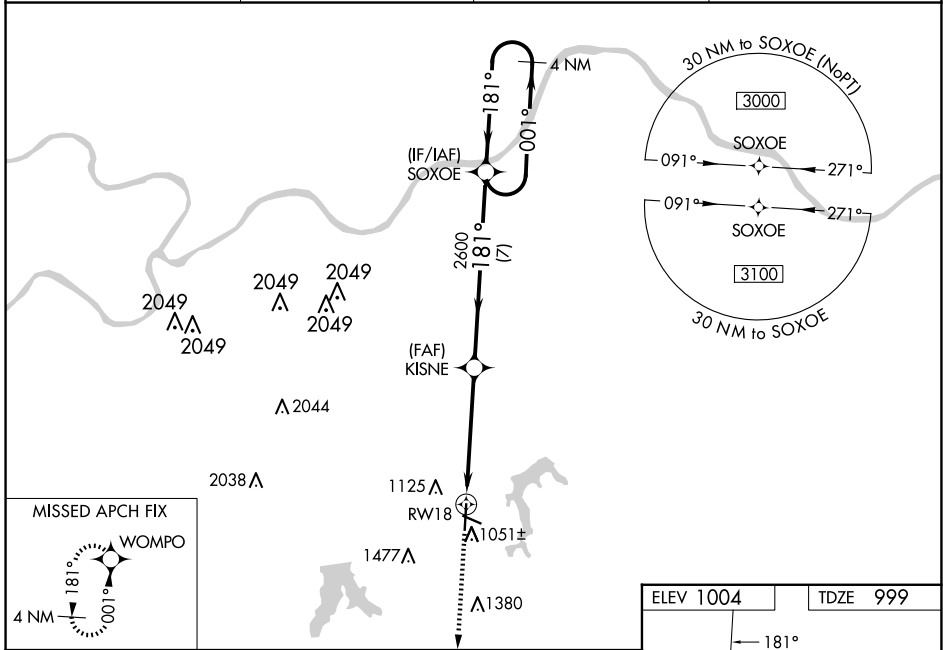 30 NM to SOXOE (NoPT)
3000
SOXOE
091°
271°
091°
271°
SOXOE
3100
30 NM to SOXOE
4 NM
181°
001°
(IF/IAF)
SOXOE
2600
181°
(7)
2049
2049
2049
2049
2049
(FAF)
KISNE
2044
2038
1125
RW18
1051±
1477
1380
MISSED APCH FIX
WOMPO
181°
001°
4 NM
ELEV 1004
TDZE 999
181°